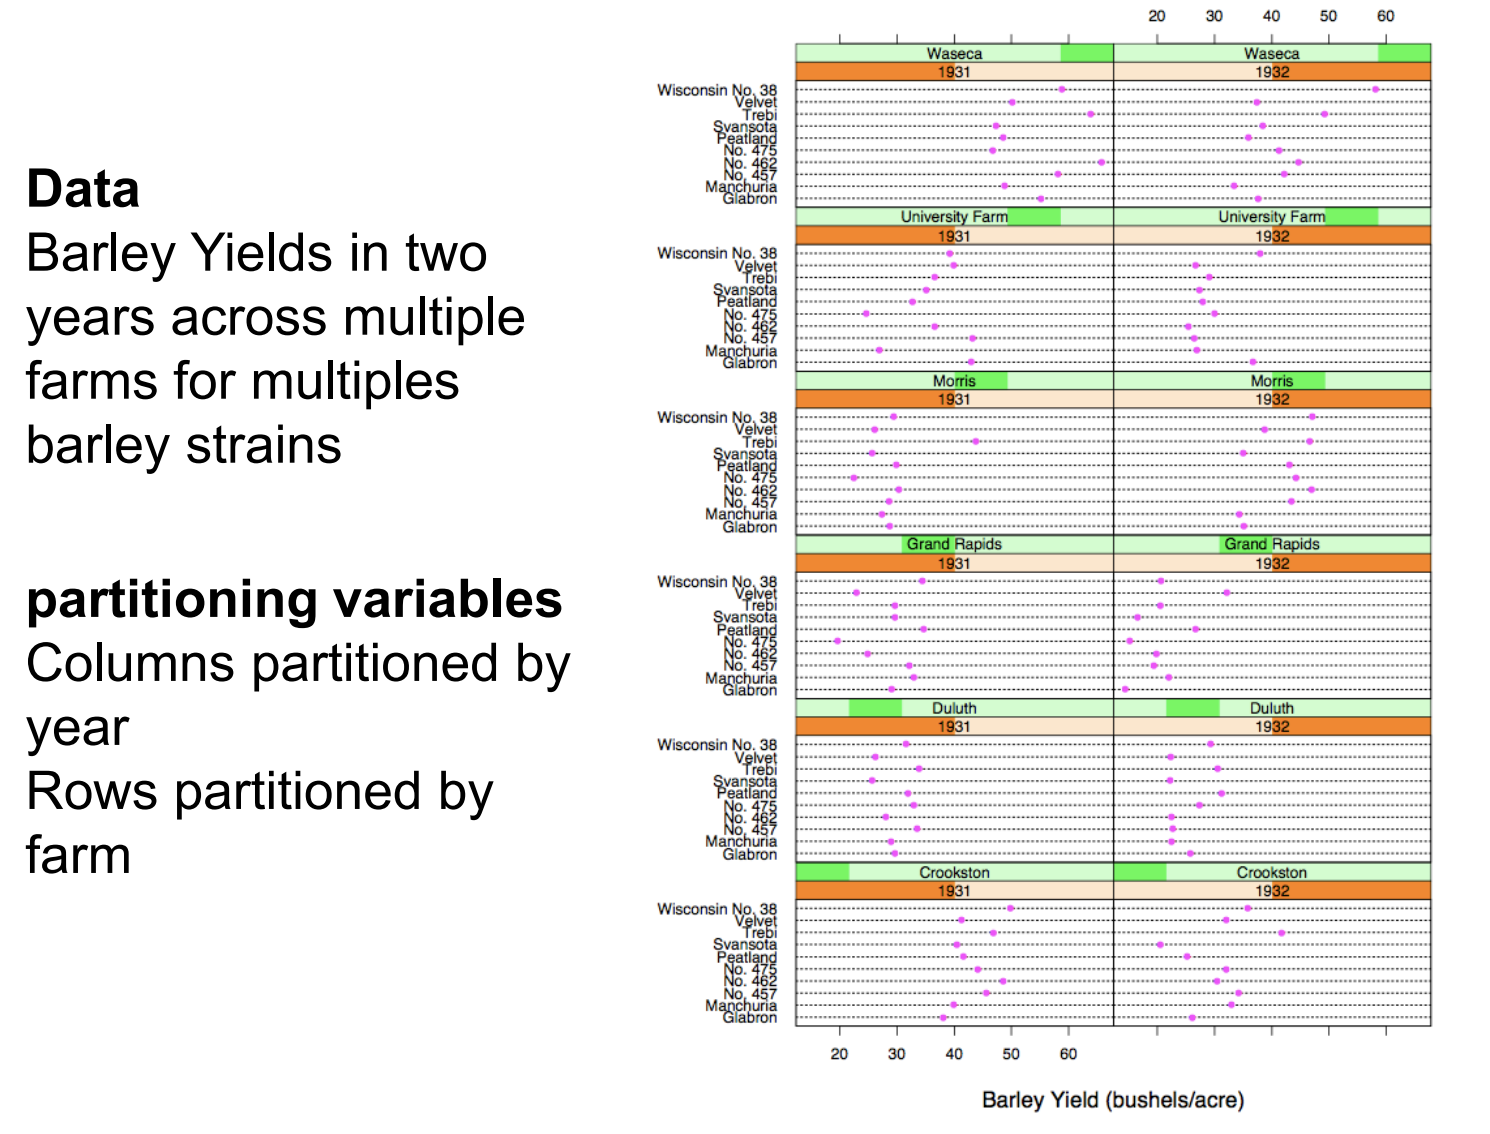 Data
Barley Yields in two
years across multiple
farms for multiples
barley strains
partitioning variables
Columns partitioned by
year
Rows partitioned by
farm
20 30 40 50 60
Waseca Waseca
1931 1932
Wisconsin No. 38
Velvet
Trebi
Svansota
Peatland
No. 475
No. 462
No. 457
Manchuria
Glabron
University Farm University Farm
1931 1932
Wisconsin No. 38
Velvet
Trebi
Svansota
Peatland
No. 475
No. 462
No. 457
Manchuria
Glabron
Morris Morris
1931 1932
Wisconsin No. 38
Velvet
Trebi
Svansota
Peatland
No. 475
No. 462
No. 457
Manchuria
Glabron
Grand Rapids Grand Rapids
1931 1932
Wisconsin No. 38
Velvet
Trebi
Svansota
Peatland
No. 475
No. 462
No. 457
Manchuria
Glabron
Duluth Duluth
1931 1932
Wisconsin No. 38
Velvet
Trebi
Svansota
Peatland
No. 475
No. 462
No. 457
Manchuria
Glabron
Crookston Crookston
1931 1932
Wisconsin No. 38
Velvet
Trebi
Svansota
Peatland
No. 475
No. 462
No. 457
Manchuria
Glabron
20 30 40 50 60
Barley Yield (bushels/acre)